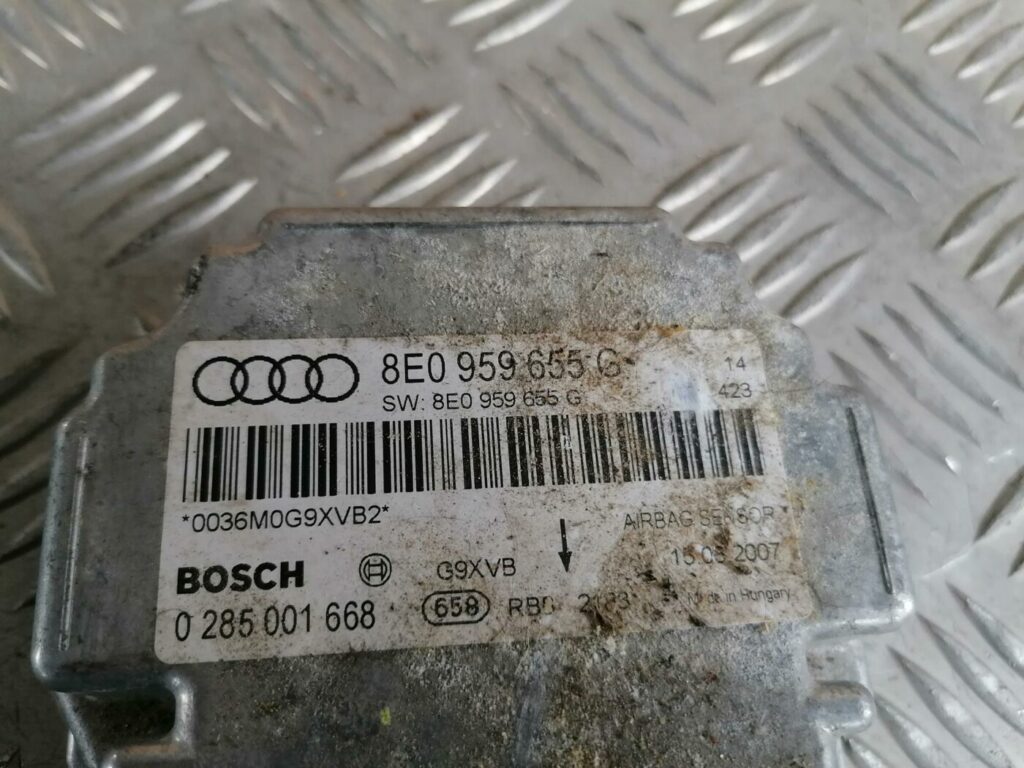 8E0 959 655 G
14
SW: 8E0 959 655 G
423
*0036M0G9XVB2*
AIRBAG SENSOR
BOSCH G9XVB 2007
0 285 001 668 658
Made in Hungary